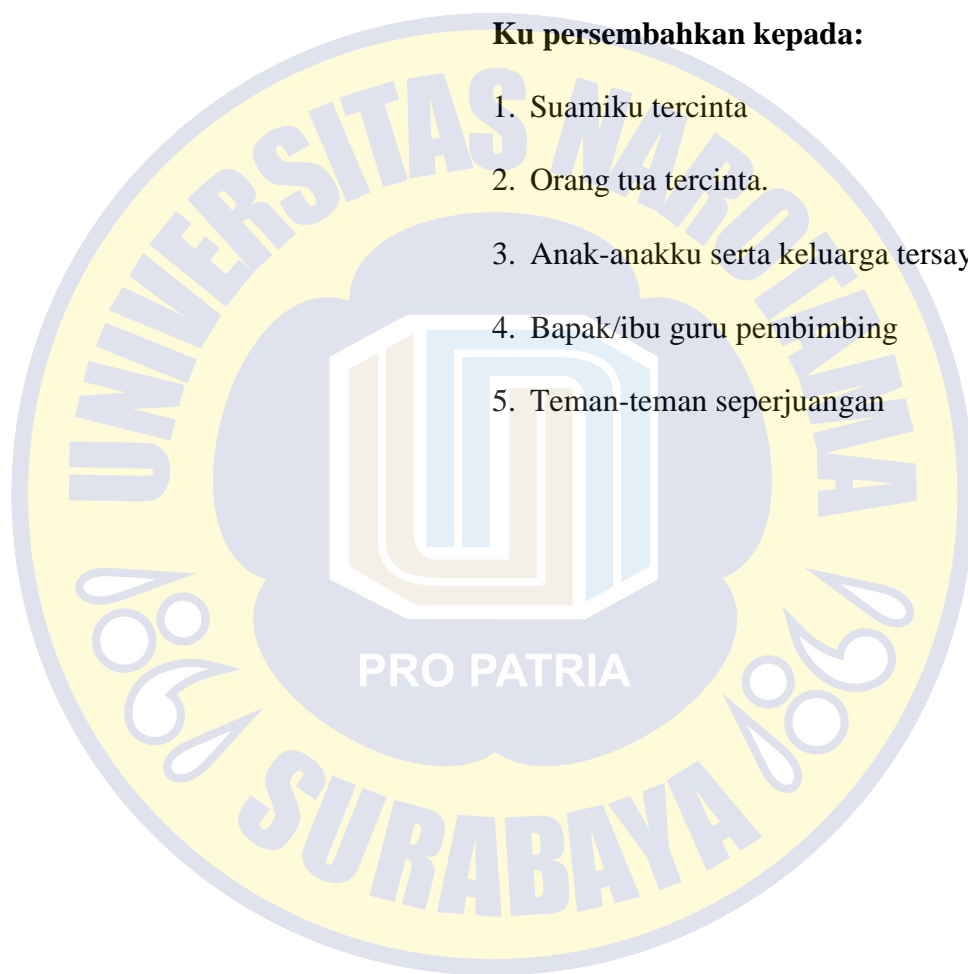 Ku persembahkan kepada:
1. Suamiku tercinta
2. Orang tua tercinta.
3. Anak-anakku serta keluarga
4. Bapak/ibu guru pembimbing
5. Teman-teman seperjuangan
UNIVERSITAS NAROTAMA
PRO PATRIA
SURABAYA